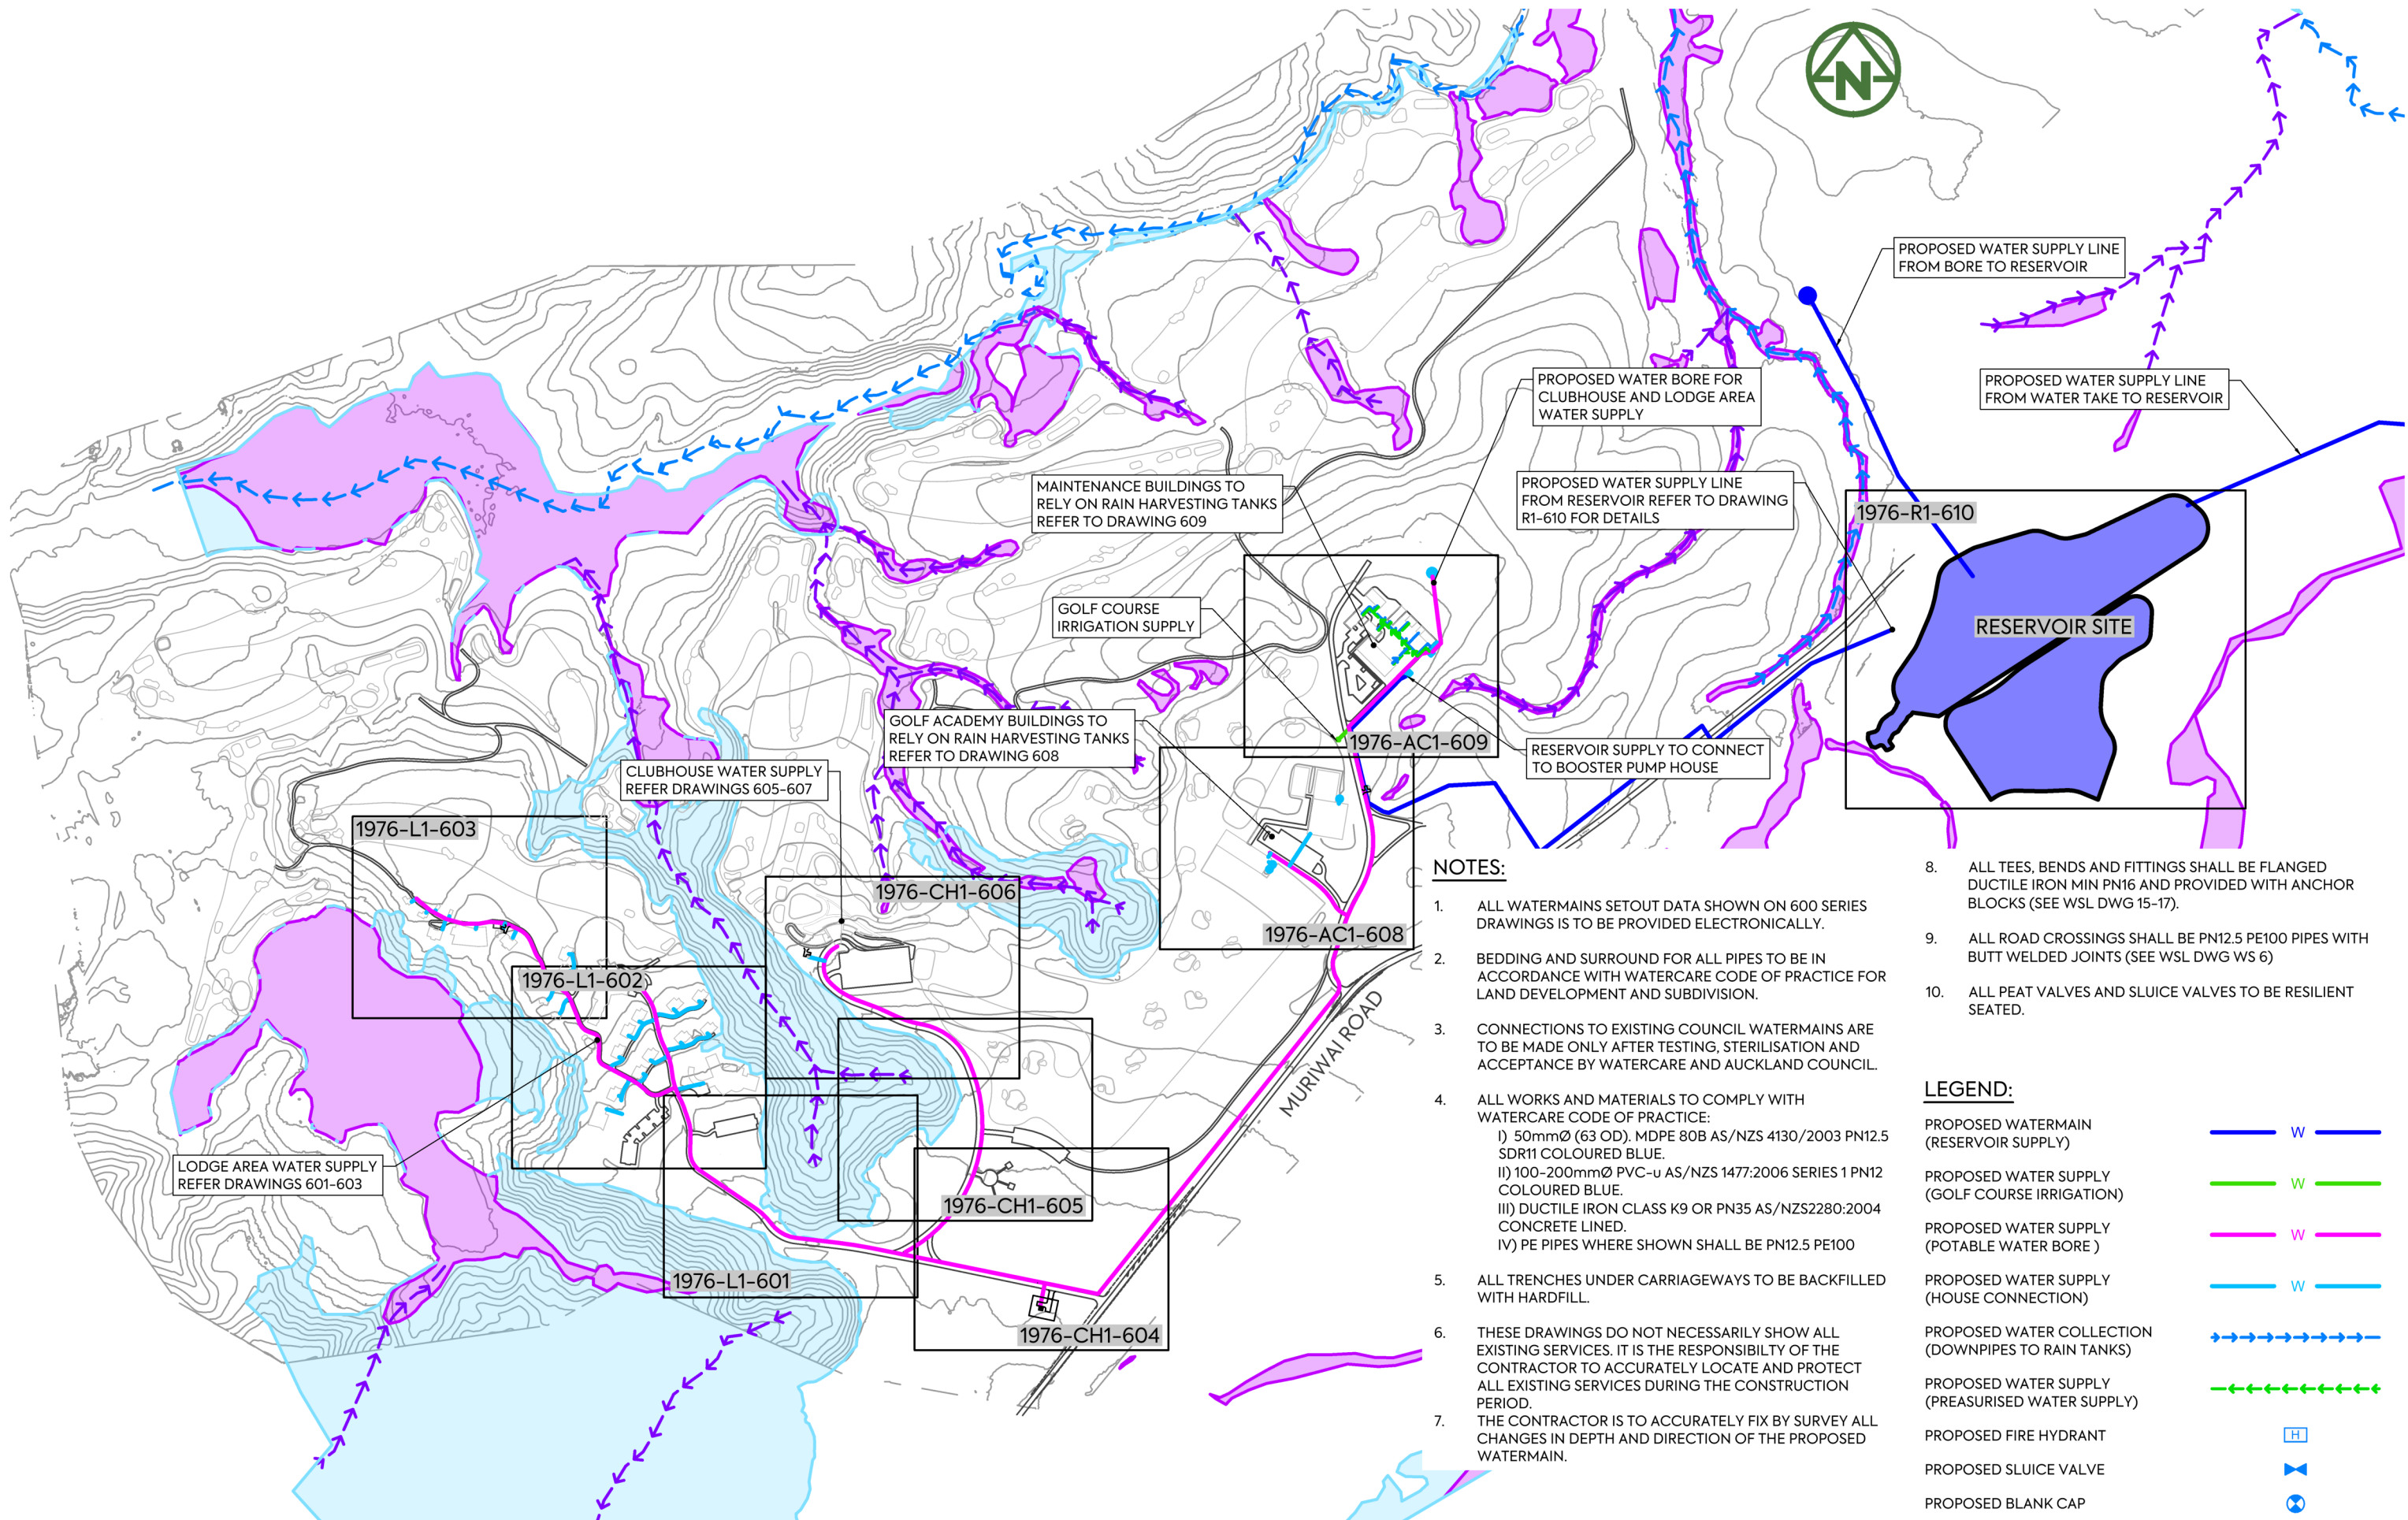 N
PROPOSED WATER SUPPLY LINE
FROM BORE TO RESERVOIR
PROPOSED WATER BORE FOR
CLUBHOUSE AND LODGE AREA
WATER SUPPLY
PROPOSED WATER SUPPLY LINE
FROM WATER TAKE TO RESERVOIR
MAINTENANCE BUILDINGS TO
RELY ON RAIN HARVESTING TANKS
REFER TO DRAWING 609
PROPOSED WATER SUPPLY LINE
FROM RESERVOIR REFER TO DRAWING
R1-610 FOR DETAILS
1976-R1-610
GOLF COURSE
IRRIGATION SUPPLY
RESERVOIR SITE
GOLF ACADEMY BUILDINGS TO
RELY ON RAIN HARVESTING TANKS
REFER TO DRAWING 608
1976-AC1-609
RESERVOIR SUPPLY TO CONNECT
TO BOOSTER PUMP HOUSE
CLUBHOUSE WATER SUPPLY
REFER DRAWINGS 605-607
1976-L1-603
1976-CH1-606
1976-AC1-608
1976-L1-602
MURIWAI ROAD
LODGE AREA WATER SUPPLY
REFER DRAWINGS 601-603
1976-CH1-605
1976-L1-601
1976-CH1-604
NOTES:
1. ALL WATERMAINS SETOUT DATA SHOWN ON 600 SERIES
DRAWINGS IS TO BE PROVIDED ELECTRONICALLY.
2. BEDDING AND SURROUND FOR ALL PIPES TO BE IN
ACCORDANCE WITH WATERCARE CODE OF PRACTICE FOR
LAND DEVELOPMENT AND SUBDIVISION.
3. CONNECTIONS TO EXISTING COUNCIL WATERMAINS ARE
TO BE MADE ONLY AFTER TESTING, STERILISATION AND
ACCEPTANCE BY WATERCARE AND AUCKLAND COUNCIL.
4. ALL WORKS AND MATERIALS TO COMPLY WITH
WATERCARE CODE OF PRACTICE:
I) 50mmØ (63 OD). MDPE 80B AS/NZS 4130/2003 PN12.5
SDR11 COLOURED BLUE.
II) 100-200mmØ PVC-u AS/NZS 1477:2006 SERIES 1 PN12
COLOURED BLUE.
III) DUCTILE IRON CLASS K9 OR PN35 AS/NZS2280:2004
CONCRETE LINED.
IV) PE PIPES WHERE SHOWN SHALL BE PN12.5 PE100
5. ALL TRENCHES UNDER CARRIAGEWAYS TO BE BACKFILLED
WITH HARDFILL.
6. THESE DRAWINGS DO NOT NECESSARILY SHOW ALL
EXISTING SERVICES. IT IS THE RESPONSIBILTY OF THE
CONTRACTOR TO ACCURATELY LOCATE AND PROTECT
ALL EXISTING SERVICES DURING THE CONSTRUCTION
PERIOD.
7. THE CONTRACTOR IS TO ACCURATELY FIX BY SURVEY ALL
CHANGES IN DEPTH AND DIRECTION OF THE PROPOSED
WATERMAIN.
8. ALL TEES, BENDS AND FITTINGS SHALL BE FLANGED
DUCTILE IRON MIN PN16 AND PROVIDED WITH ANCHOR
BLOCKS (SEE WSL DWG 15-17).
9. ALL ROAD CROSSINGS SHALL BE PN12.5 PE100 PIPES WITH
BUTT WELDED JOINTS (SEE WSL DWG WS 6)
10. ALL PEAT VALVES AND SLUICE VALVES TO BE RESILIENT
SEATED.
LEGEND:
PROPOSED WATERMAIN
(RESERVOIR SUPPLY) W
PROPOSED WATER SUPPLY
(GOLF COURSE IRRIGATION) W
PROPOSED WATER SUPPLY
(POTABLE WATER BORE ) W
PROPOSED WATER SUPPLY
(HOUSE CONNECTION) W
PROPOSED WATER COLLECTION
(DOWNPIPES TO RAIN TANKS)
PROPOSED WATER SUPPLY
(PREASURISED WATER SUPPLY)
PROPOSED FIRE HYDRANT H
PROPOSED SLUICE VALVE
PROPOSED BLANK CAP